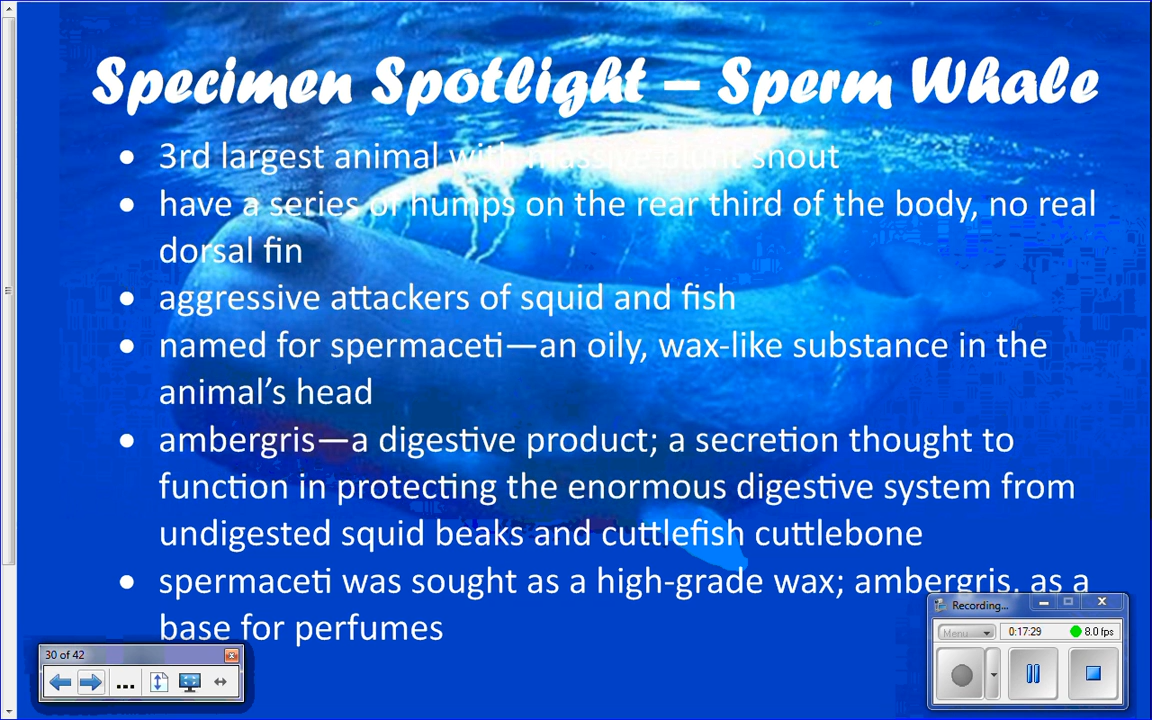 Specimen Spotlight – Sperm Whale
• 3rd largest animal with massive blunt snout
• have a series of humps on the rear third of the body, no real
dorsal fin
• aggressive attackers of squid and fish
• named for spermaceti—an oily, wax-like substance in the
animal's head
• ambergris—a digestive product; a secretion thought to
function in protecting the enormous digestive system from
undigested squid beaks and cuttlefish cuttlebone
• spermaceti was sought as a high-grade wax; ambergris, as a
base for perfumes
Recording...
Menu 0:17:29 8.0 fps
30 of 42